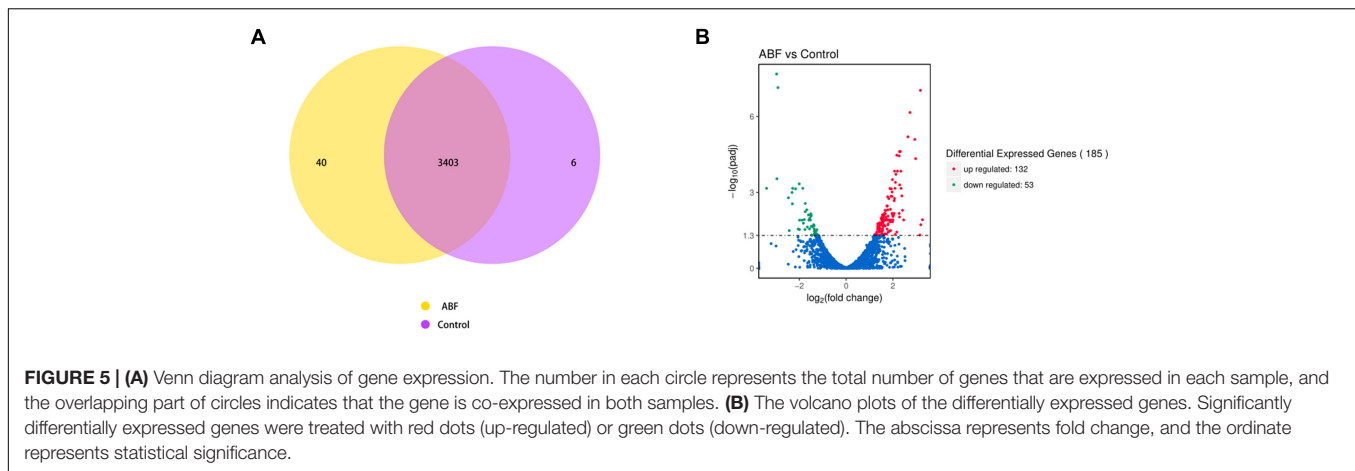 A
40
3403
6
ABF
Control
B
ABF vs Control
6
3
1.3
0
−log10(padj)
−2
0
2
log2(fold change)
Differential Expressed Genes ( 185 )
up regulated: 132
down regulated: 53
FIGURE 5 | (A) Venn diagram analysis of gene expression. The number in each circle represents the total number of genes that are expressed in each sample, and
the overlapping part of circles indicates that the gene is co-expressed in both samples. (B) The volcano plots of the differentially expressed genes. Significantly
differentially expressed genes were treated with red dots (up-regulated) or green dots (down-regulated). The abscissa represents fold change, and the ordinate
represents statistical significance.